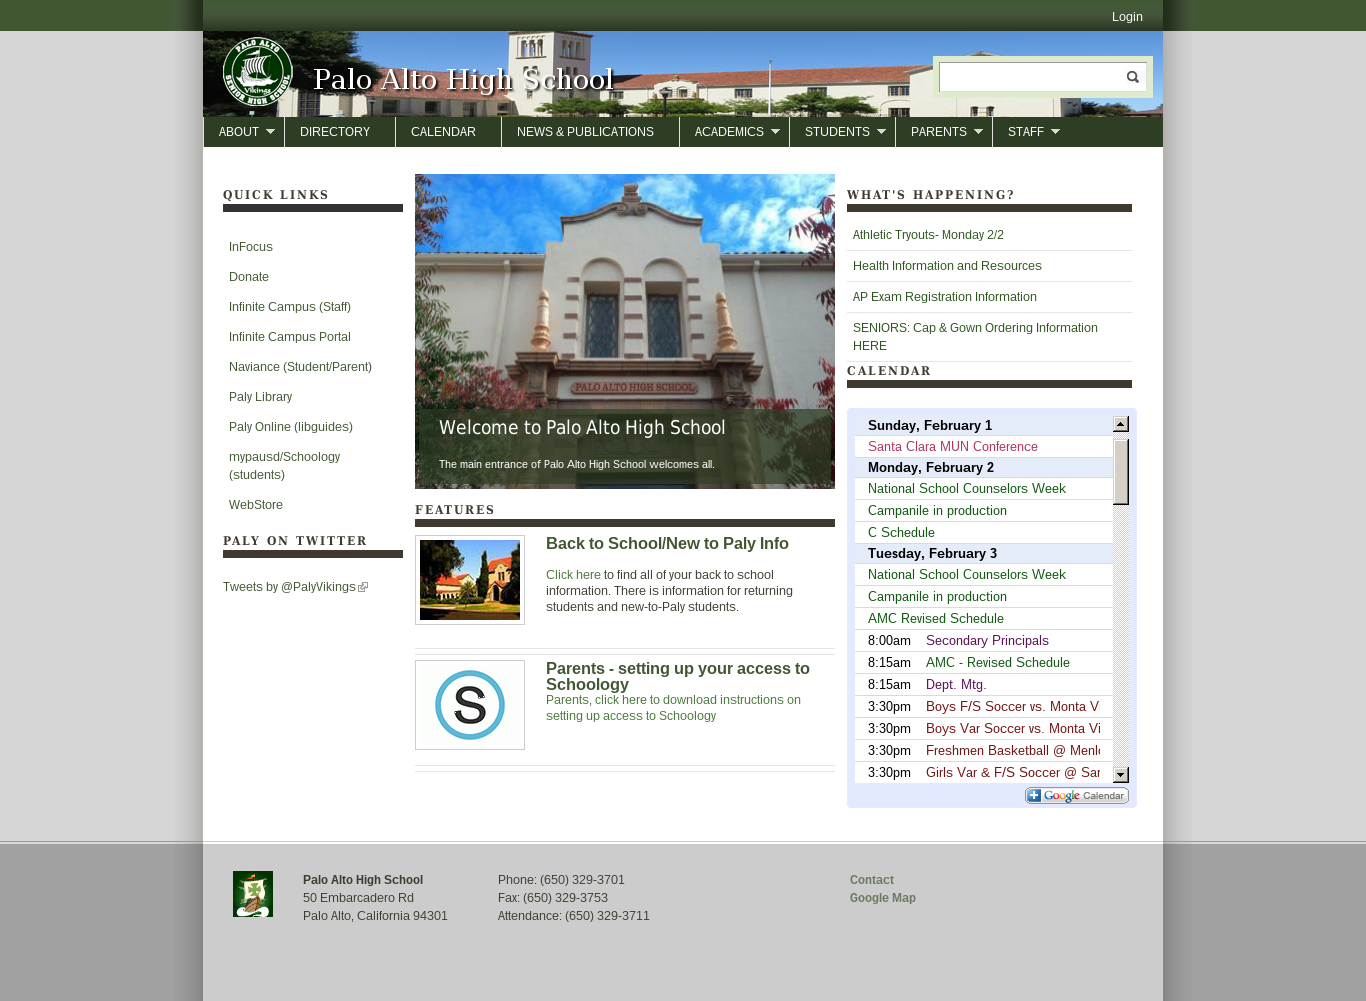 Login
PALO ALTO
Vikings
SENIOR HIGH SCHOOL
Palo Alto High School
ABOUT
DIRECTORY
CALENDAR
NEWS & PUBLICATIONS
ACADEMICS
STUDENTS
PARENTS
STAFF
QUICK LINKS
InFocus
Donate
Infinite Campus (Staff)
Infinite Campus Portal
Naviance (Student/Parent)
Paly Library
Paly Online (libguides)
mypausd/Schoology
(students)
WebStore
PALY ON TWITTER
Tweets by @PalyVikings
PALO ALTO HIGH SCHOOL
Welcome to Palo Alto High School
The main entrance of Palo Alto High School welcomes all.
FEATURES
Back to School/New to Paly Info
Click here to find all of your back to school
information. There is information for returning
students and new-to-Paly students.
S
Parents - setting up your access to
Schoology
Parents, click here to download instructions on
setting up access to Schoology
WHAT'S HAPPENING?
Athletic Tryouts- Monday 2/2
Health Information and Resources
AP Exam Registration Information
SENIORS: Cap & Gown Ordering Information
HERE
CALENDAR
Sunday, February 1
Santa Clara MUN Conference
Monday, February 2
National School Counselors Week
Campanile in production
C Schedule
Tuesday, February 3
National School Counselors Week
Campanile in production
AMC Revised Schedule
8:00am Secondary Principals
8:15am AMC - Revised Schedule
8:15am Dept. Mtg.
3:30pm Boys F/S Soccer vs. Monta V
3:30pm Boys Var Soccer vs. Monta Vi
3:30pm Freshmen Basketball @ Menlo
3:30pm Girls Var & F/S Soccer @ Sar
Google Calendar
Palo Alto High School
50 Embarcadero Rd
Palo Alto, California 94301
Phone: (650) 329-3701
Fax: (650) 329-3753
Attendance: (650) 329-3711
Contact
Google Map